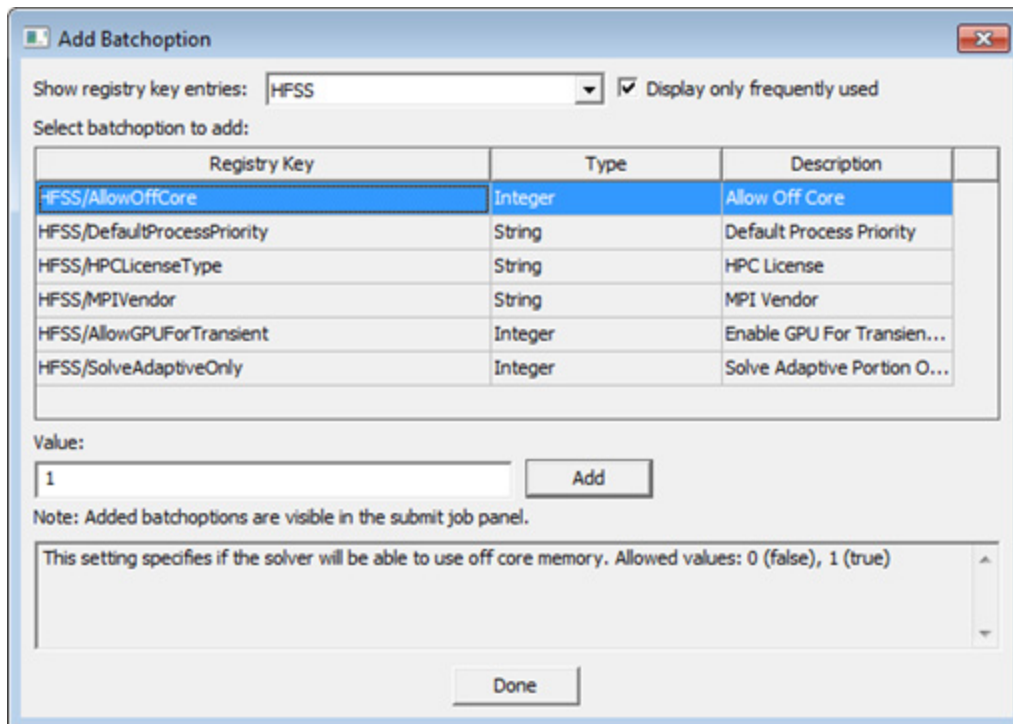 Add Batchoption
Show registry key entries: HFSS Display only frequently used
Select batchoption to add:
Registry Key Type Description
HFSS/AllowOffCore Integer Allow Off Core
HFSS/DefaultProcessPriority String Default Process Priority
HFSS/HPCLicenseType String HPC License
HFSS/MPIVendor String MPI Vendor
HFSS/AllowGPUForTransient Integer Enable GPU For Transien...
HFSS/SolveAdaptiveOnly Integer Solve Adaptive Portion O...
Value:
1 Add
Note: Added batchoptions are visible in the submit job panel.
This setting specifies if the solver will be able to use off core memory. Allowed values: 0 (false), 1 (true)
Done